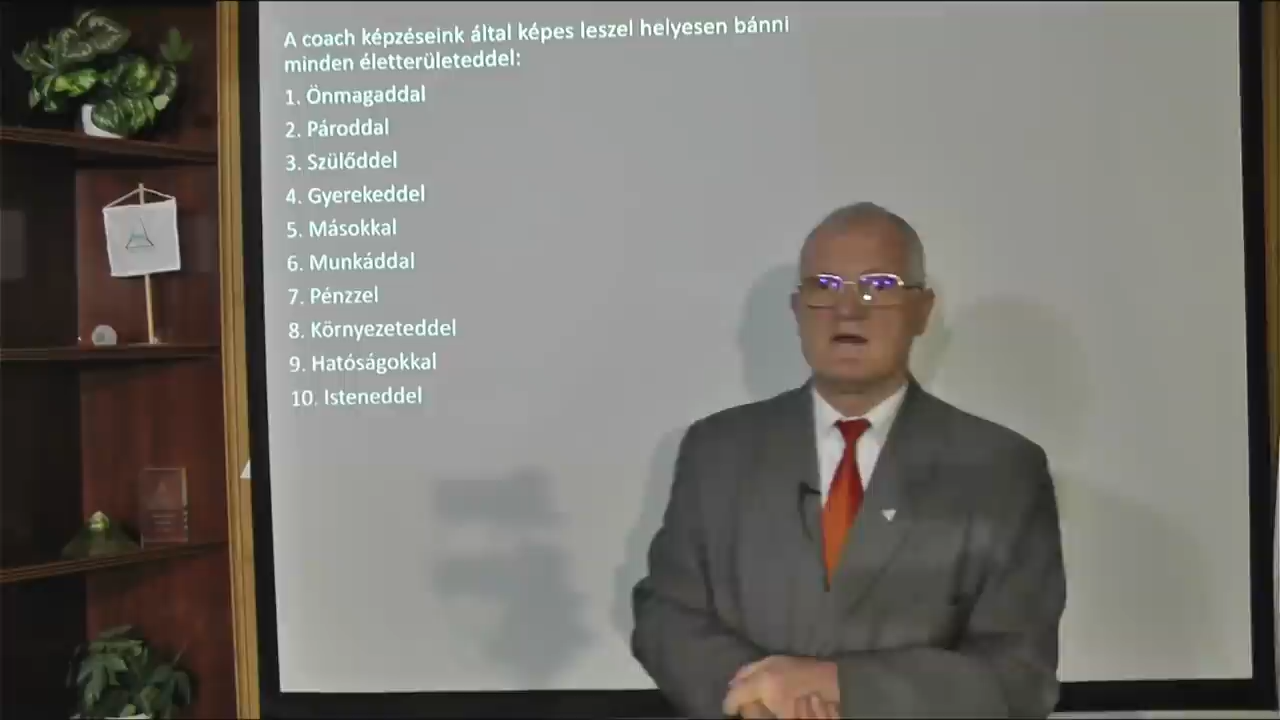 A coach képzéseink által képes leszel helyesen bánni
minden életterületeddel:
1. Önmagaddal
2. Pároddal
3. Szülőddel
4. Gyerekeddel
5. Másokkal
6. Munkáddal
7. Pénzzel
8. Környezeteddel
9. Hatóságokkal
10. Isteneddel